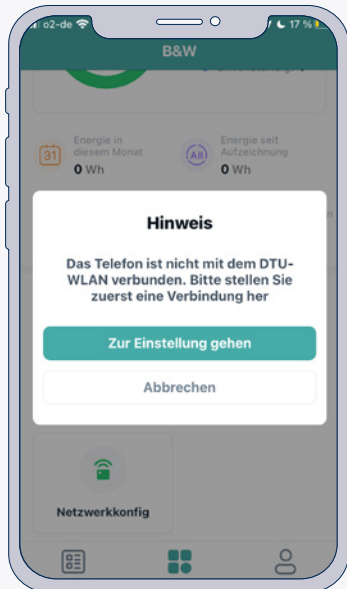 o2-de 17 %
B&W
Energie in Energie seit
diesem Monat Aufzeichnung
31 All
0 Wh 0 Wh
Hinweis
Das Telefon ist nicht mit dem DTU-
WLAN verbunden. Bitte stellen Sie
zuerst eine Verbindung her
Zur Einstellung gehen
Abbrechen
Netzwerkkonfig